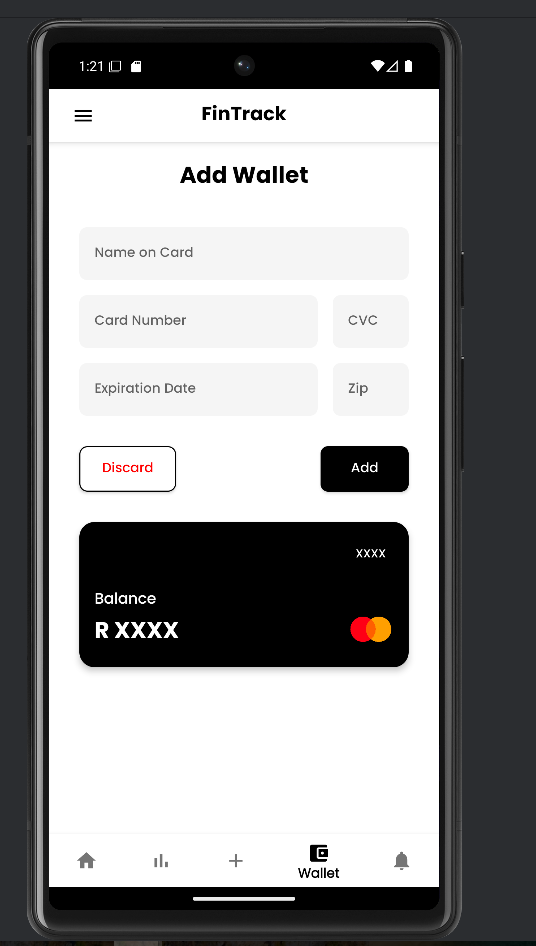 1:21
FinTrack
Add Wallet
Name on Card
Card Number CVC
Expiration Date Zip
Discard Add
XXXX
Balance
R XXXX
Wallet